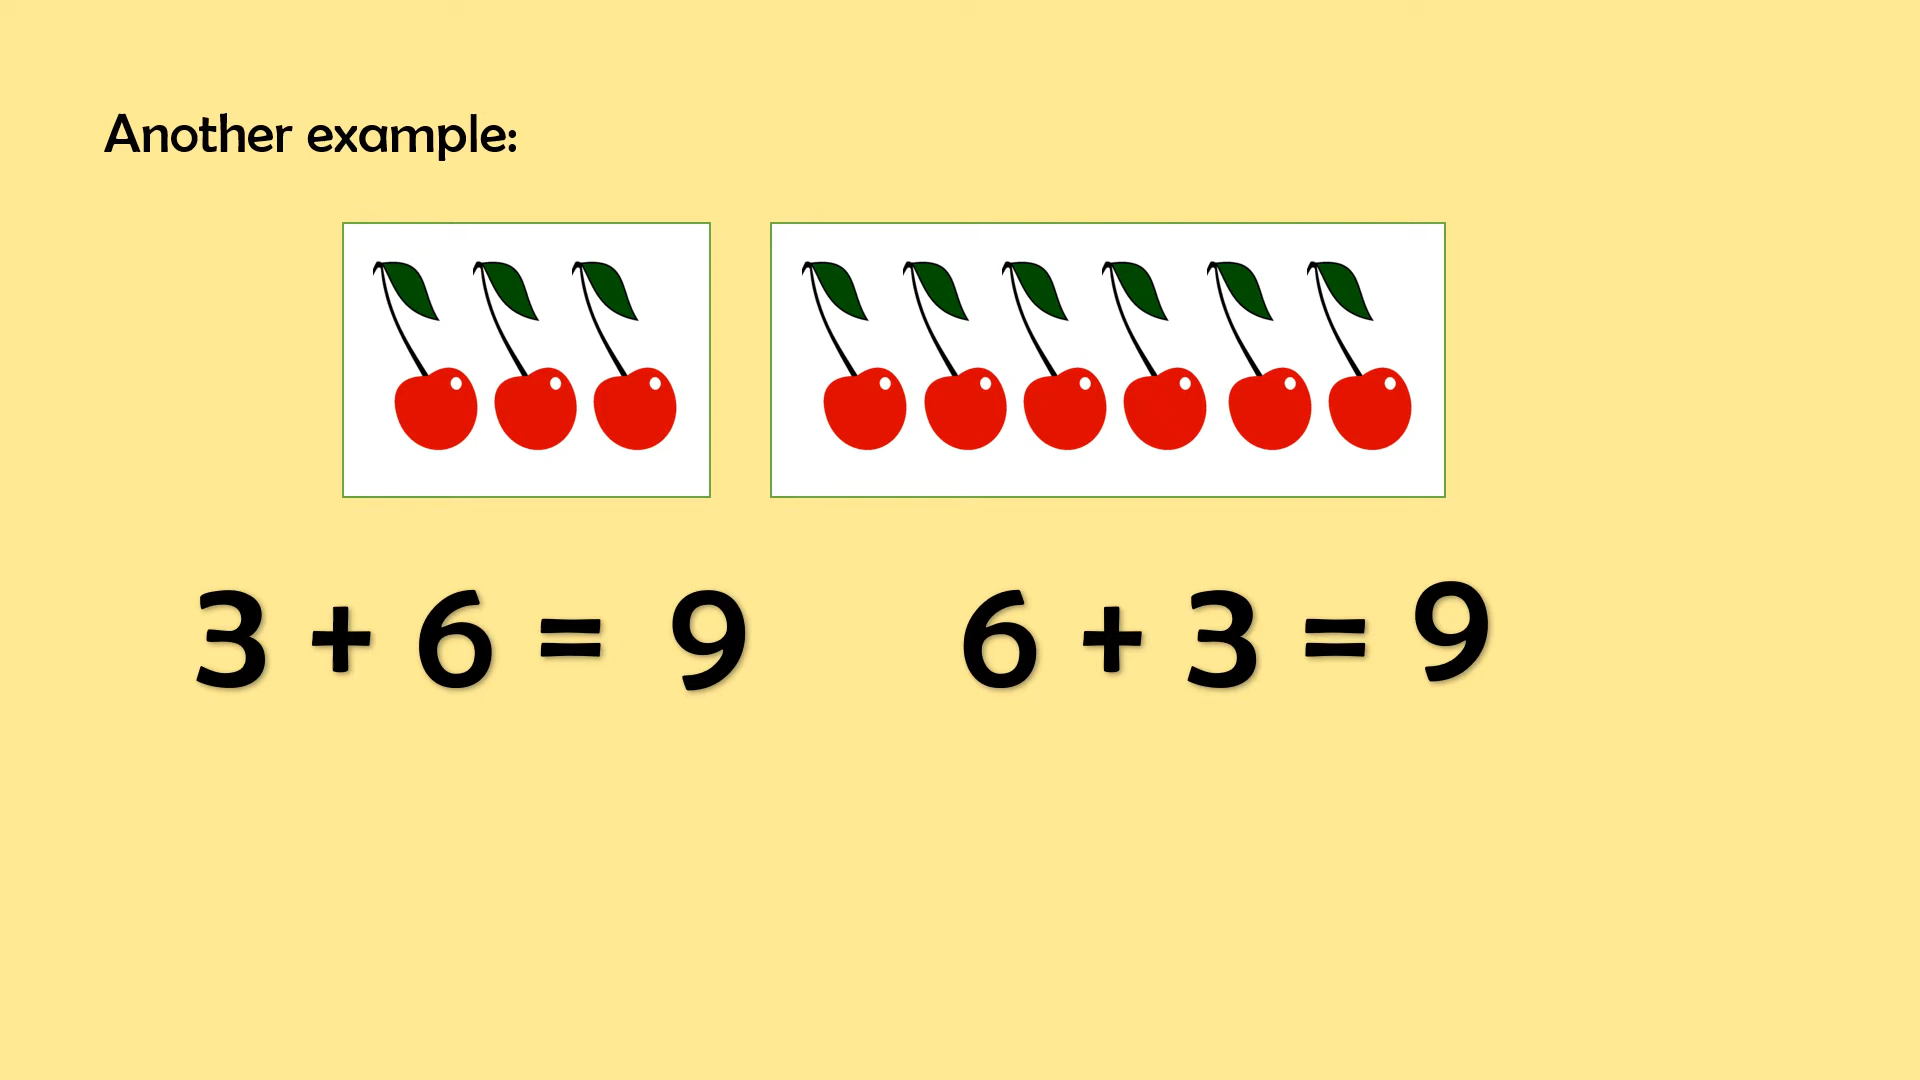 Another example:
3 + 6 = 9
6 + 3 = 9